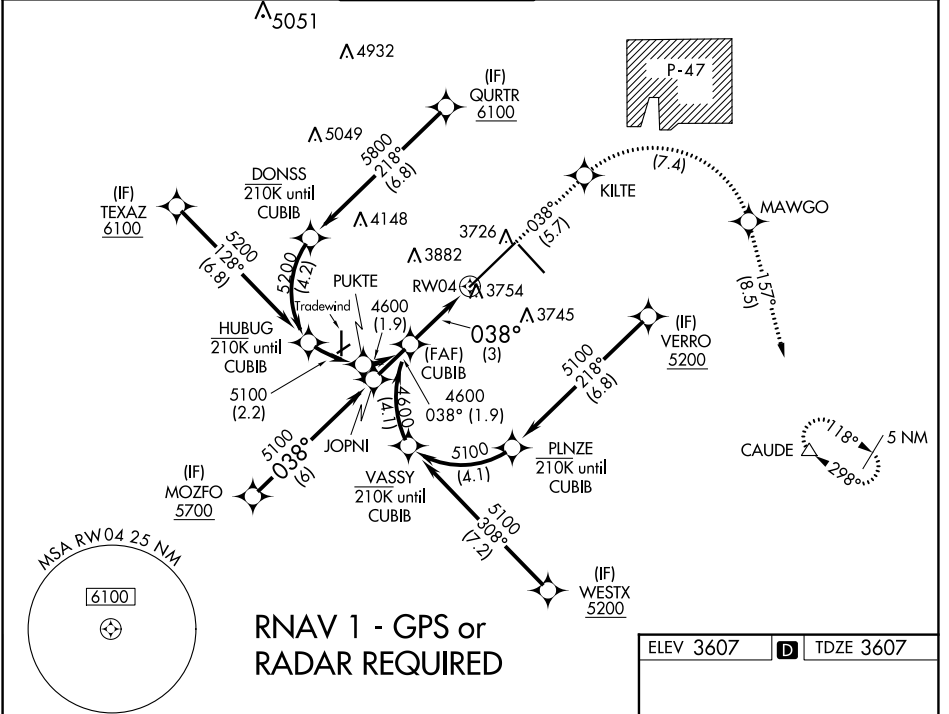 5051
4932
P-47
(IF)
QURTR
6100
5049
5800
218°
(6.8)
(7.4)
DONSS
210K until
CUBIB
KILTE
(IF)
TEXAZ
6100
4148
MAWGO
5200
128°
(6.8)
5200
(4.2)
3726
038°
(5.7)
3882
PUKTE
RW04
3754
157°
(8.5)
Tradewind
4600
(1.9)
3745
038°
(3)
HUBUG
210K until
CUBIB
(FAF)
CUBIB
(IF)
VERRO
5200
5100
218°
(6.8)
5100
(2.2)
4600
(4.1)
4600
038° (1.9)
JOPNI
5100
038°
(6)
(IF)
MOZFO
5700
VASSY
210K until
CUBIB
5100
(4.1)
PLNZE
210K until
CUBIB
CAUDE
118°
298°
5 NM
5100
308°
(7.2)
(IF)
WESTX
5200
MSA RW04 25 NM
6100
RNAV 1 - GPS or
RADAR REQUIRED
ELEV 3607 D TDZE 3607